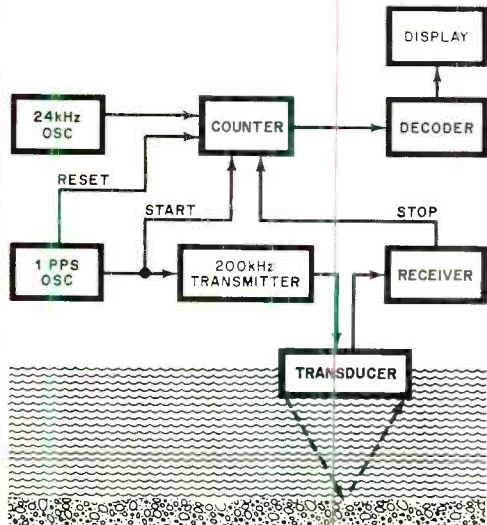 DISPLAY
24kHz
OSC
COUNTER
DECODER
RESET
START
STOP
1 PPS
OSC
200kHz
TRANSMITTER
RECEIVER
TRANSDUCER